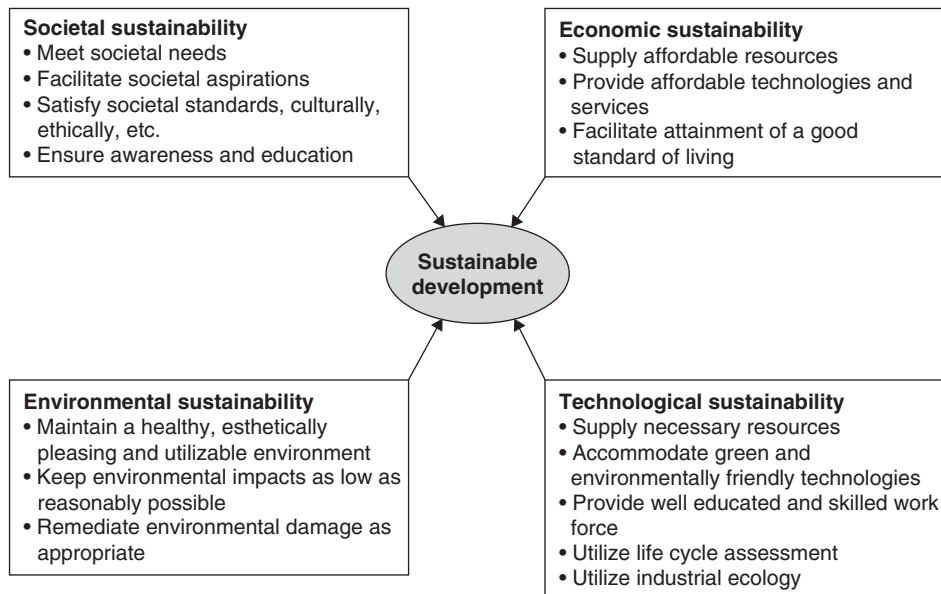 Societal sustainability
• Meet societal needs
• Facilitate societal aspirations
• Satisfy societal standards, culturally,
ethically, etc.
• Ensure awareness and education
Economic sustainability
• Supply affordable resources
• Provide affordable technologies and
services
• Facilitate attainment of a good
standard of living
Sustainable
development
Environmental sustainability
• Maintain a healthy, esthetically
pleasing and utilizable environment
• Keep environmental impacts as low as
reasonably possible
• Remediate environmental damage as
appropriate
Technological sustainability
• Supply necessary resources
• Accommodate green and
environmentally friendly technologies
• Provide well educated and skilled work
force
• Utilize life cycle assessment
• Utilize industrial ecology